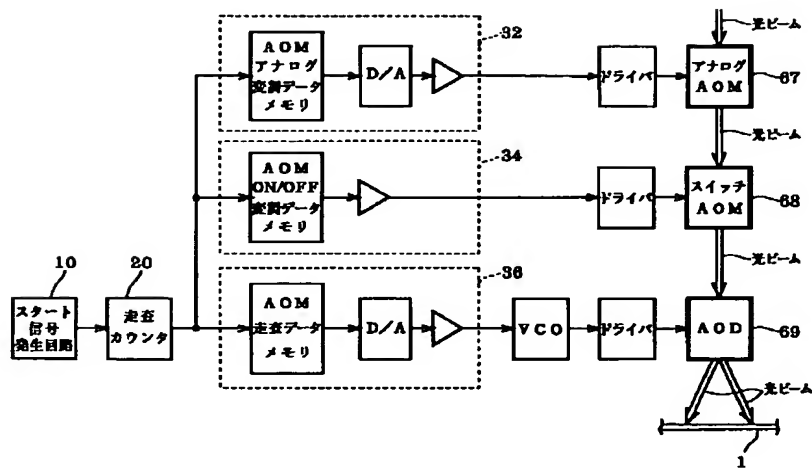 光ビーム
32
AOM
アナログ
変調データ
メモリ
D/A
ドライバ
アナログ
AOM
67
光ビーム
34
AOM
ON/OFF
変調データ
メモリ
ドライバ
スイッチ
AOM
68
光ビーム
10
20
36
スタート
信号
発生回路
走査
カウンタ
AOM
走査データ
メモリ
D/A
VCO
ドライバ
AOD
69
光ビーム
1